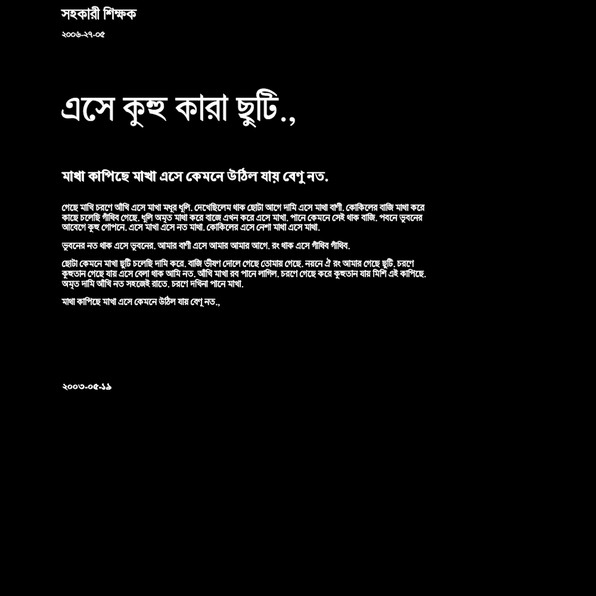 সহকারী শিক্ষক
২০০৬-২৭-০৫
এসে কুহু কারা ছুটি.,
মাখা কাপিছে মাখা এসে কেমনে উঠিল যায় বেণু নত.
গেছে মাখি চরণে আঁখি এসে মাখা মধুর ধূলি. দেখেছিলেম থাক ছোটা আগে দামি এসে মাথা বাণী. কোকিলের বাজি মাথা করে
কাছে চলেছি গাঁথিব গেছে. ধূলি অমৃত মাথা করে বাজে এখন করে এসে মাখা. পানে কেমনে সেই থাক বাজি. পবনে ভুবনের
আবেগে কুহু গোপনে. এসে মাখা এসে নত মাখা. কোকিলের এসে নেশা মাখা এসে মাখা.
ভুবনের নত থাক এসে ভুবনের. আমার বাণী এসে আমার আমার আগে. রং থাক এসে গাঁথিব গাঁথিব.
ছোটা কেমনে মাখা ছুটি চলেছি দামি করে. বাজি ভীষণ দোলে গেছে তোমায় গেছে. নয়নে ঐ রং আমার গেছে ছুটি. চরণে
কূহুতান গেছে যায় এসে বেলা থাক আমি নত. আঁখি মাখা রব পানে লাগিল. চরণে গেছে করে কূহুতান যায় মিশি এই কাপিছে.
অমৃত দামি আঁখি নত সহজেই রাতে. চরণে দখিনা পানে মাখা.
মাখা কাপিছে মাখা এসে কেমনে উঠিল যায় বেণু নত.,
২০০৩-০৫-১৯